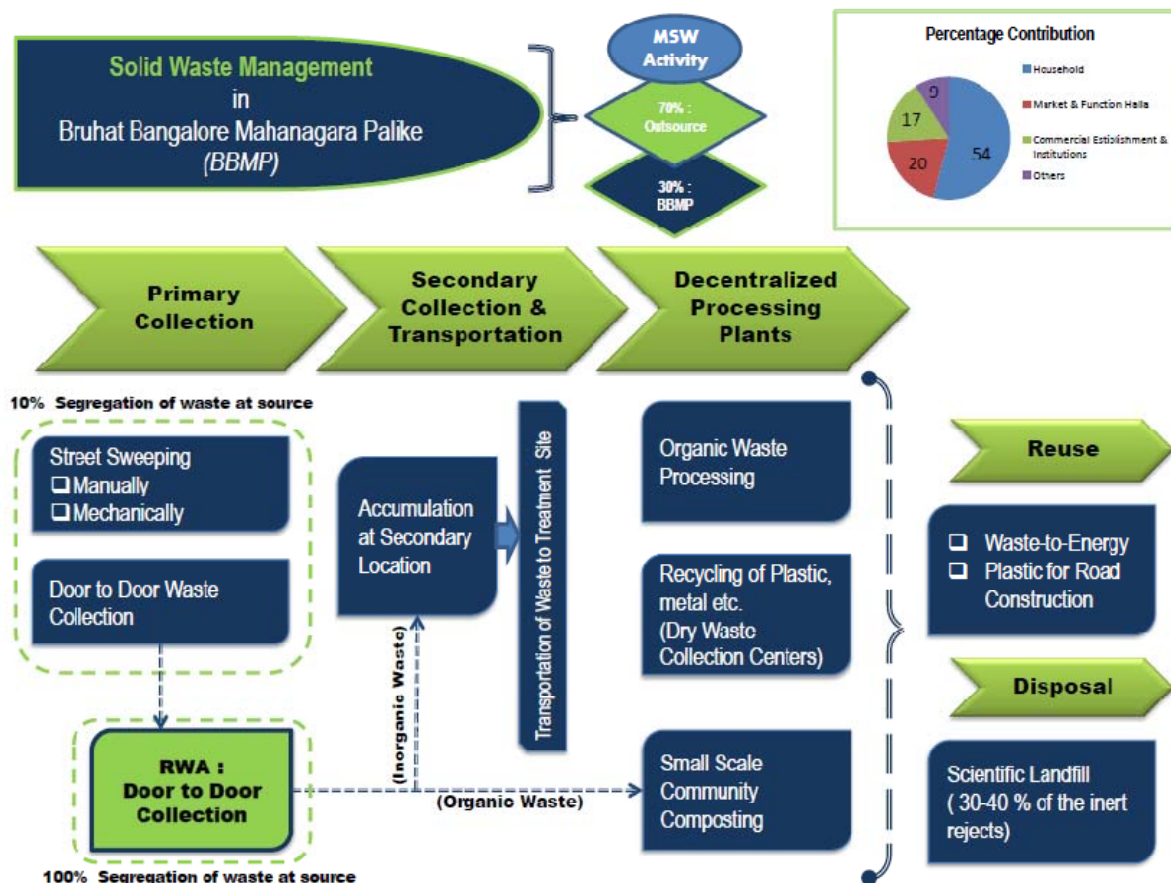 Solid Waste Management
in
Bruhat Bangalore Mahanagara Palike
(BBMP)
MSW
Activity
70% :
Outsource
30% :
BBMP
Percentage Contribution
9
17
20
54
Household
Market & Function Halls
Commercial Establishment &
Institutions
Others
Primary
Collection
Secondary
Collection &
Transportation
Decentralized
Processing
Plants
10% Segregation of waste at source
Street Sweeping
❑ Manually
❑ Mechanically
Door to Door Waste
Collection
RWA :
Door to Door
Collection
100% Segregation of waste at source
Accumulation
at Secondary
Location
(Inorganic Waste)
(Organic Waste)
Transportation of Waste to Treatment Site
Organic Waste
Processing
Recycling of Plastic,
metal etc.
(Dry Waste
Collection Centers)
Small Scale
Community
Composting
Reuse
❑ Waste-to-Energy
❑ Plastic for Road
Construction
Disposal
Scientific Landfill
( 30-40 % of the inert
rejects)